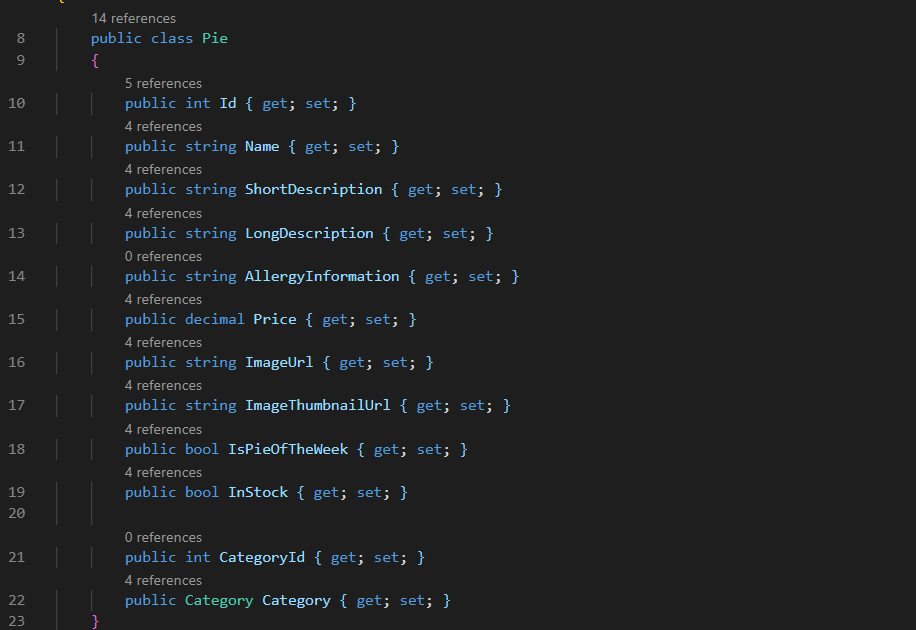 {
14 references
8 public class Pie
9 {
5 references
10 public int Id { get; set; }
4 references
11 public string Name { get; set; }
4 references
12 public string ShortDescription { get; set; }
4 references
13 public string LongDescription { get; set; }
0 references
14 public string AllergyInformation { get; set; }
4 references
15 public decimal Price { get; set; }
4 references
16 public string ImageUrl { get; set; }
4 references
17 public string ImageThumbnailUrl { get; set; }
4 references
18 public bool IsPieOfTheWeek { get; set; }
4 references
19 public bool InStock { get; set; }
20
0 references
21 public int CategoryId { get; set; }
4 references
22 public Category Category { get; set; }
23 }